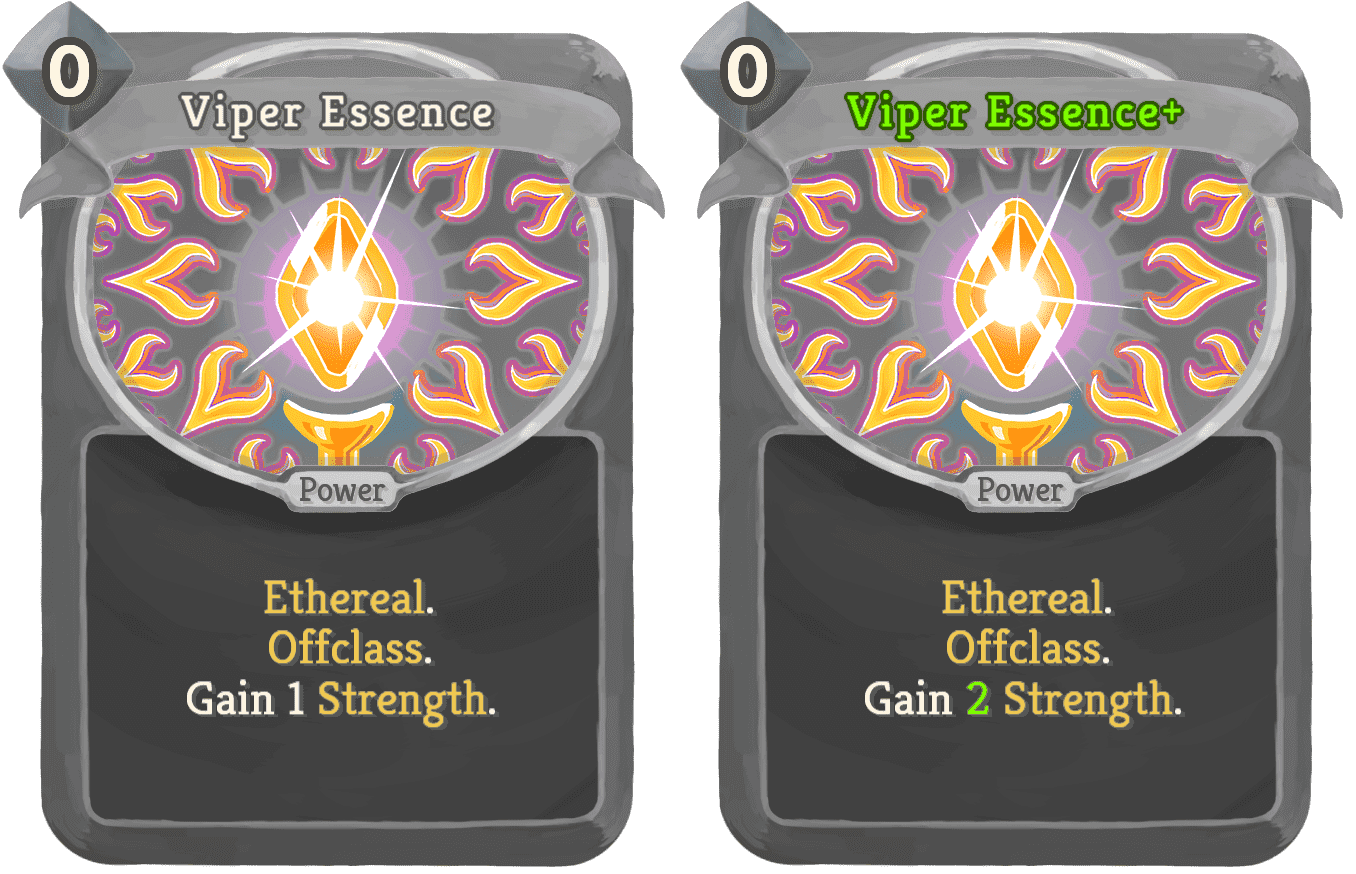 0
Viper Essence
Power
Ethereal.
Offclass.
Gain 1 Strength.
0
Viper Essence+
Power
Ethereal.
Offclass.
Gain 2 Strength.